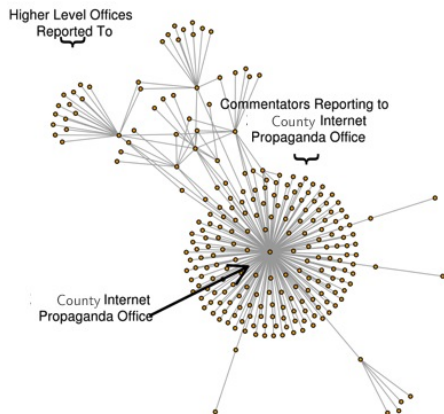 Higher Level Offices
Reported To
Commentators Reporting to
County Internet
Propaganda Office
County Internet
Propaganda Office